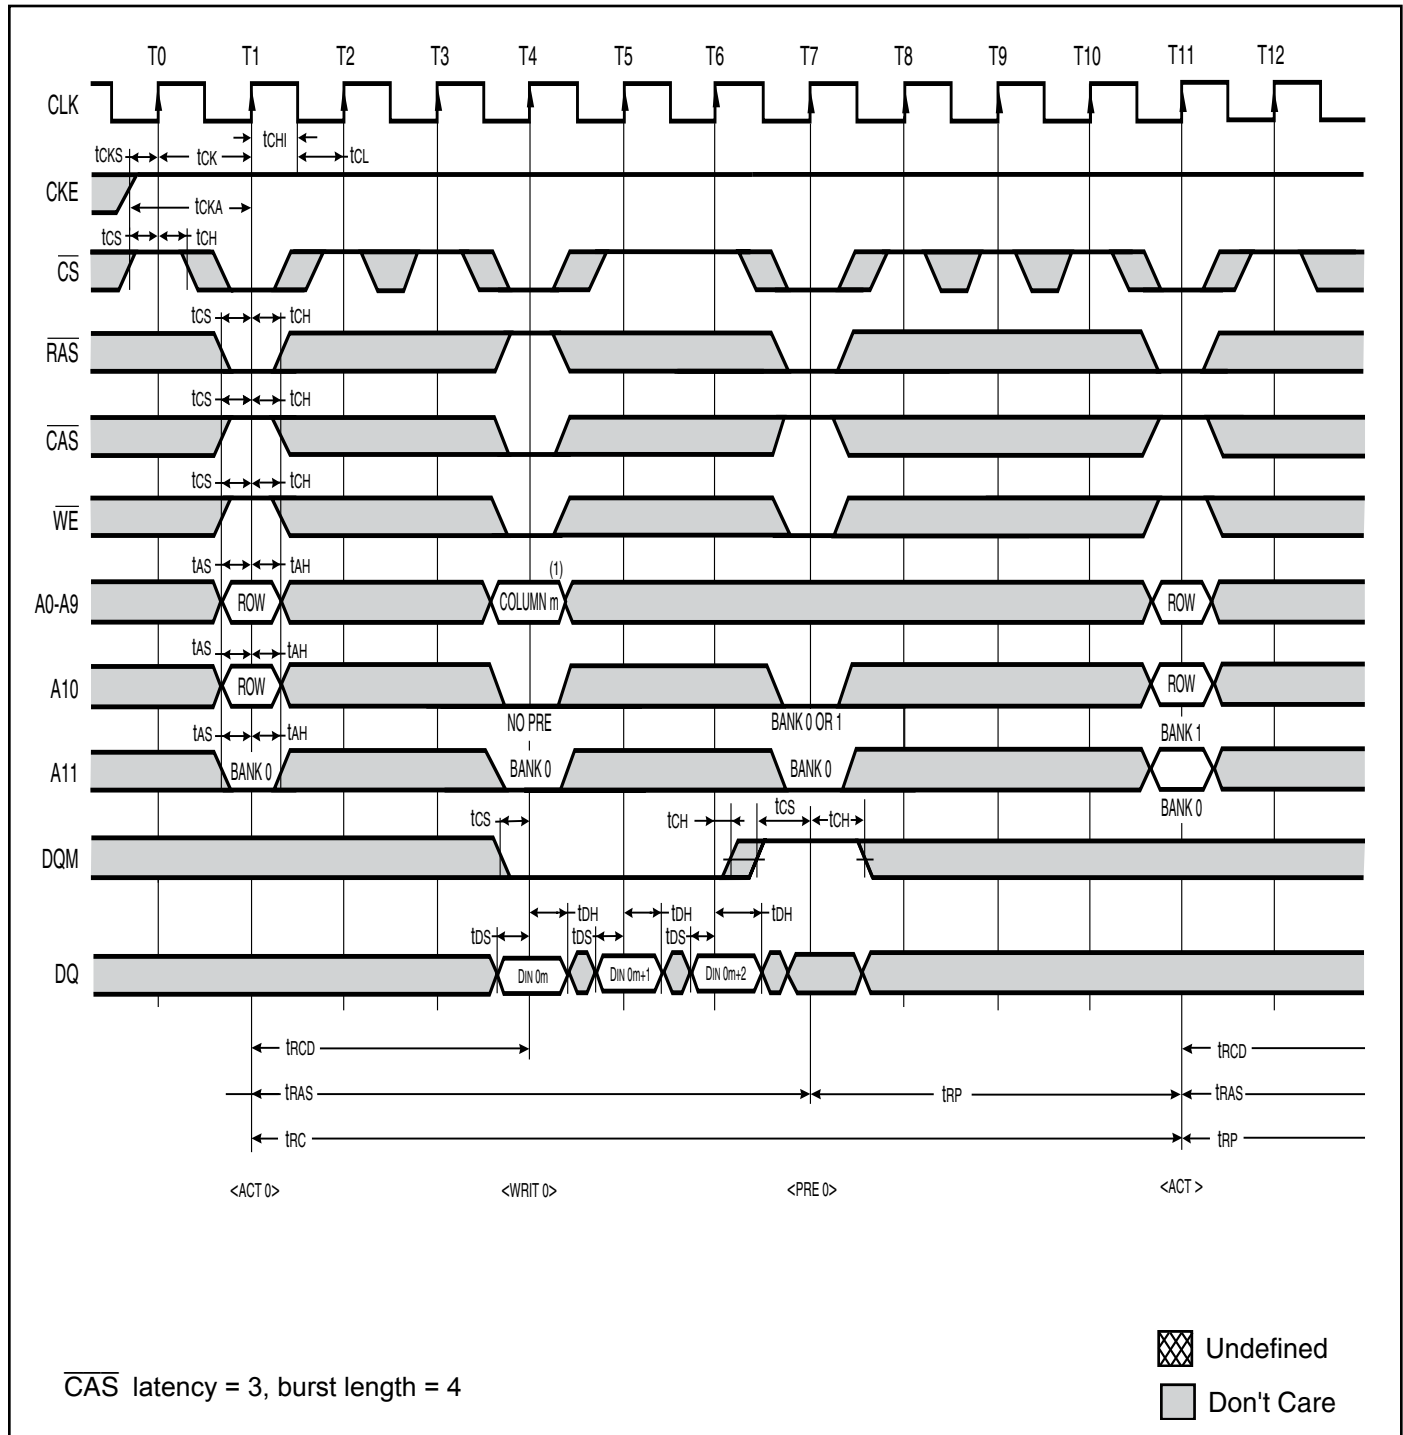 T0 T1 T2 T3 T4 T5 T6 T7 T8 T9 T10 T11 T12
CLK
tCHI
tCKS tCK tCL
CKE
tCKA
tCS tCH
CS
tCS tCH
RAS
tCS tCH
CAS
tCS tCH
WE
tAS tAH (1)
A0-A9 ROW COLUMN m ROW
tAS tAH
A10 ROW ROW
NO PRE BANK 0 OR 1 BANK 1
tAS tAH
A11 BANK 0 BANK 0 BANK 0
BANK 0
tCS tCH tCS tCH
DQM
tDH tDH tDH
tDS tDS tDS
DQ DIN 0m DIN 0m+1 DIN 0m+2
tRCD tRCD
tRAS tRP tRAS
tRC tRP
<ACT 0> <WRIT 0> <PRE 0> <ACT >
Undefined
CAS latency = 3, burst length = 4
Don't Care